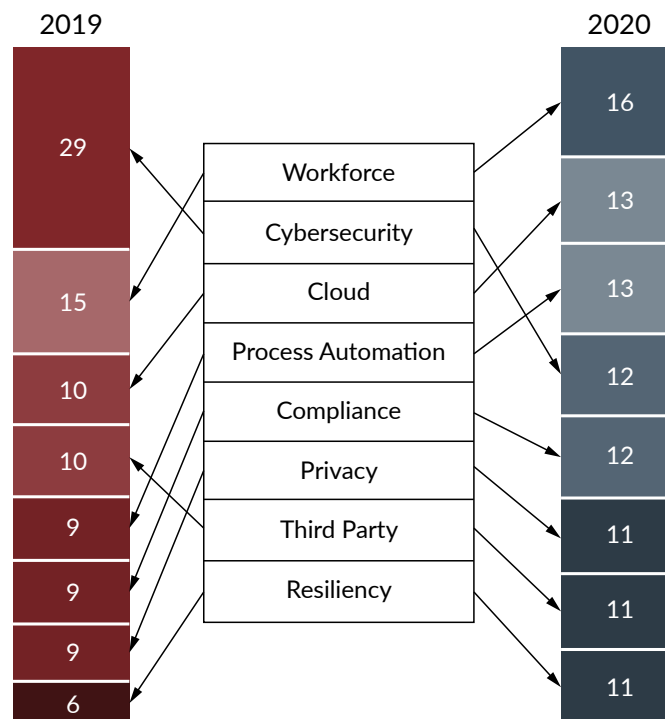 2019
2020
29
15
10
10
9
9
9
6
Workforce
Cybersecurity
Cloud
Process Automation
Compliance
Privacy
Third Party
Resiliency
16
13
13
12
12
11
11
11